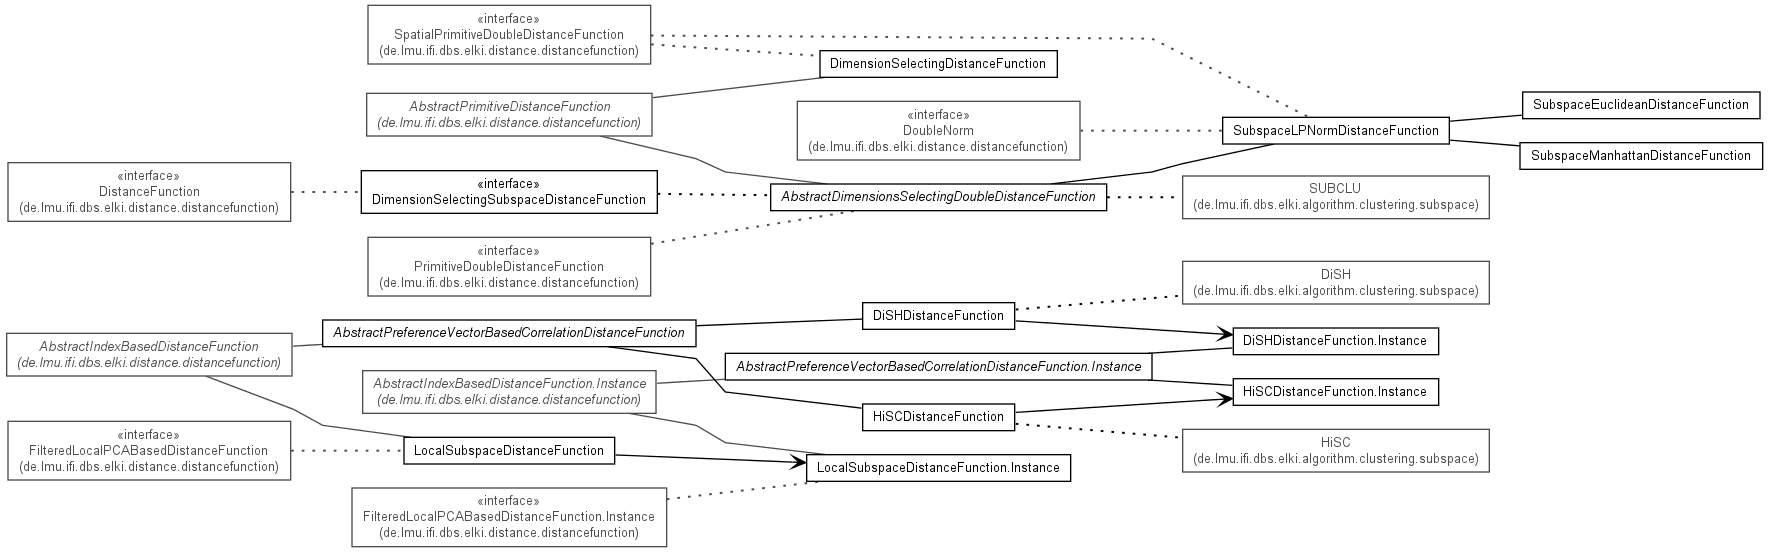 «interface»
SpatialPrimitiveDoubleDistanceFunction
(de.lmu.ifi.dbs.elki.distance.distancefunction)
DimensionSelectingDistanceFunction
AbstractPrimitiveDistanceFunction
(de.lmu.ifi.dbs.elki.distance.distancefunction)
«interface»
DoubleNorm
(de.lmu.ifi.dbs.elki.distance.distancefunction)
SubspaceLPNormDistanceFunction
SubspaceEuclideanDistanceFunction
SubspaceManhattanDistanceFunction
«interface»
DistanceFunction
(de.lmu.ifi.dbs.elki.distance.distancefunction)
«interface»
DimensionSelectingSubspaceDistanceFunction
AbstractDimensionsSelectingDoubleDistanceFunction
SUBCLU
(de.lmu.ifi.dbs.elki.algorithm.clustering.subspace)
«interface»
PrimitiveDoubleDistanceFunction
(de.lmu.ifi.dbs.elki.distance.distancefunction)
DiSH
(de.lmu.ifi.dbs.elki.algorithm.clustering.subspace)
AbstractIndexBasedDistanceFunction
(de.lmu.ifi.dbs.elki.distance.distancefunction)
AbstractPreferenceVectorBasedCorrelationDistanceFunction
DiSHDistanceFunction
DiSHDistanceFunction.Instance
AbstractIndexBasedDistanceFunction.Instance
(de.lmu.ifi.dbs.elki.distance.distancefunction)
AbstractPreferenceVectorBasedCorrelationDistanceFunction.Instance
HiSCDistanceFunction.Instance
HiSCDistanceFunction
«interface»
FilteredLocalPCABasedDistanceFunction
(de.lmu.ifi.dbs.elki.distance.distancefunction)
LocalSubspaceDistanceFunction
LocalSubspaceDistanceFunction.Instance
HiSC
(de.lmu.ifi.dbs.elki.algorithm.clustering.subspace)
«interface»
FilteredLocalPCABasedDistanceFunction.Instance
(de.lmu.ifi.dbs.elki.distance.distancefunction)